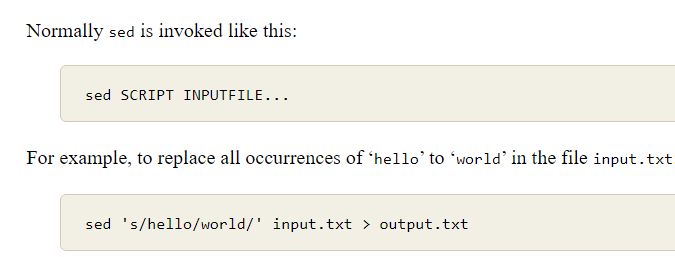 Normally sed is invoked like this:
sed SCRIPT INPUTFILE...
For example, to replace all occurrences of ‘hello’ to ‘world’ in the file input.txt
sed 's/hello/world/' input.txt > output.txt